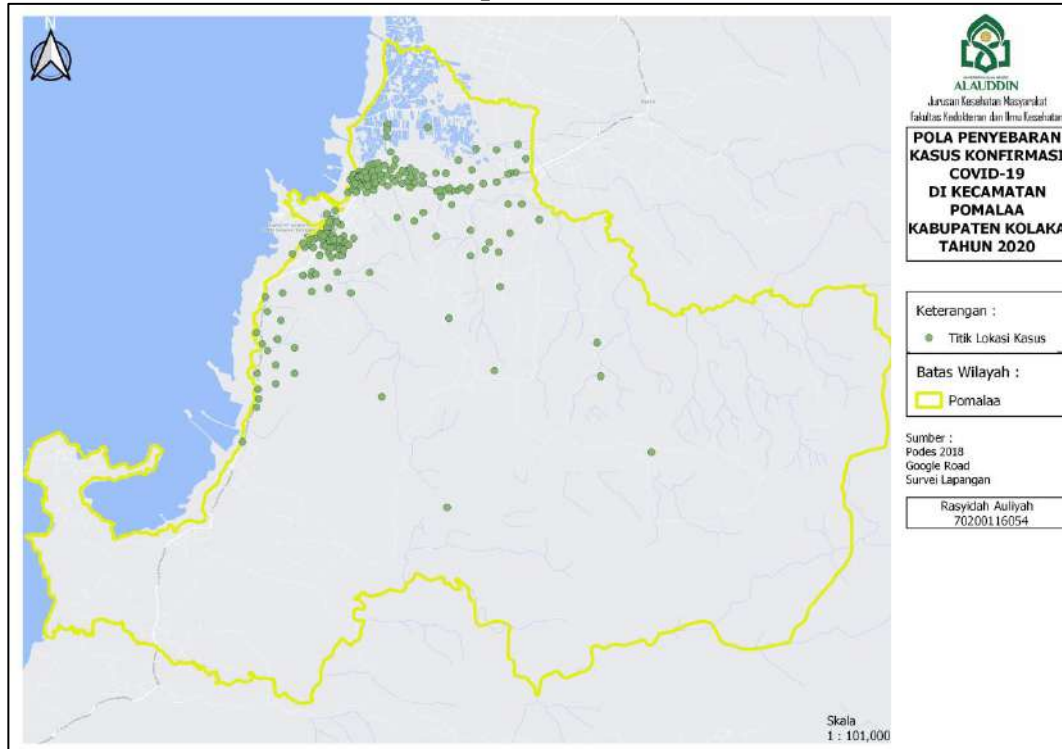 N
ALAUDDIN
Jurusan Kesehatan Masyarakat
Fakultas Kedokteran dan Ilmu Kesehatan
POLA PENYEBARAN
KASUS KONFIRMASI
COVID-19
DI KECAMATAN
POMALAA
KABUPATEN KOLAKA
TAHUN 2020
Keterangan :
Titik Lokasi Kasus
Batas Wilayah :
Pomalaa
Sumber :
Podes 2018
Google Road
Survei Lapangan
Rasyidah Auliyah
70200116054
Skala
1 : 101,000